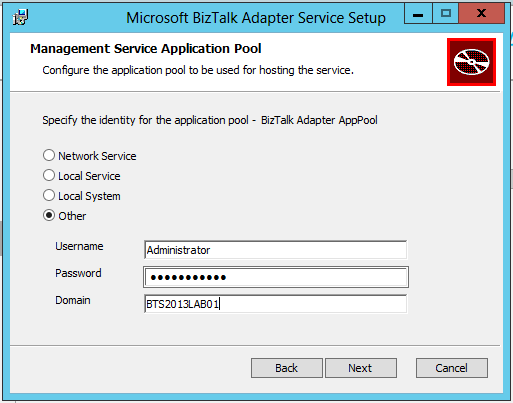 Microsoft BizTalk Adapter Service Setup
Management Service Application Pool
Configure the application pool to be used for hosting the service.
Specify the identity for the application pool - BizTalk Adapter AppPool
Network Service
Local Service
Local System
Other
Username
Administrator
Password
●●●●●●●●●●●
Domain
BTS2013LAB01
Back
Next
Cancel